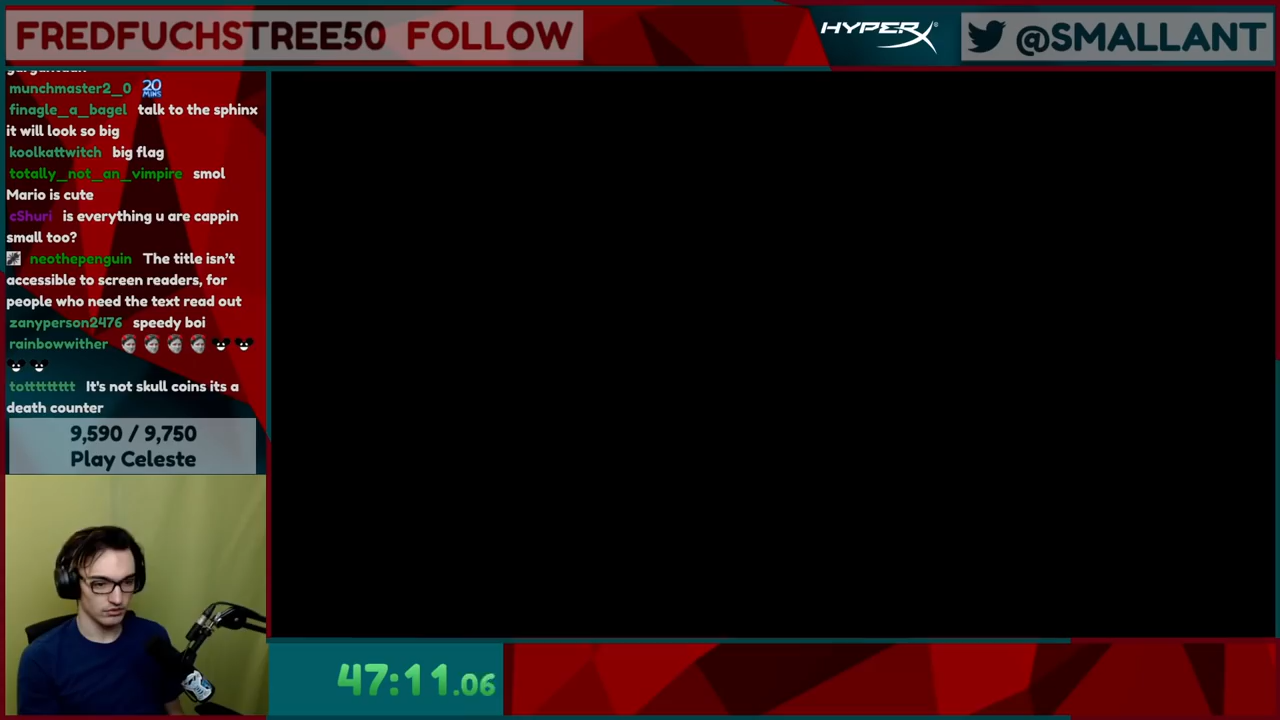 FREDFUCHSTREE50 FOLLOW
HYPERX
@SMALLANT
munchmaster2_0 20 MINS
finagle_a_bagel talk to the sphinx
it will look so big
koolkattwitch big flag
totally_not_an_vimpire smol
Mario is cute
cShuri is everything u are cappin
small too?
neothepenguin The title isn't
accessible to screen readers, for
people who need the text read out
zanyperson2476 speedy boi
rainbowwither
tottttttttt It's not skull coins its a
death counter
9,590 / 9,750
Play Celeste
47:11.06